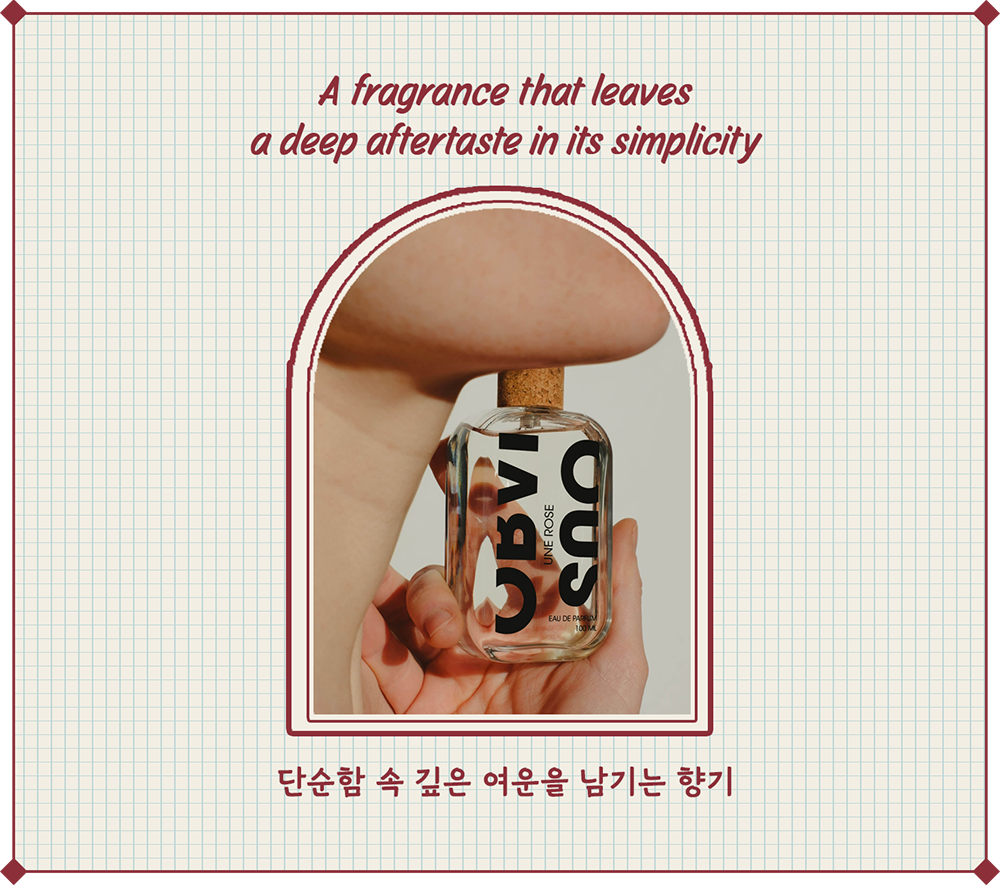 A fragrance that leaves
a deep aftertaste in its simplicity
OBVI
UNE ROSE
OUS
EAU DE PARFUM
100 ML
단순함 속 깊은 여운을 남기는 향기